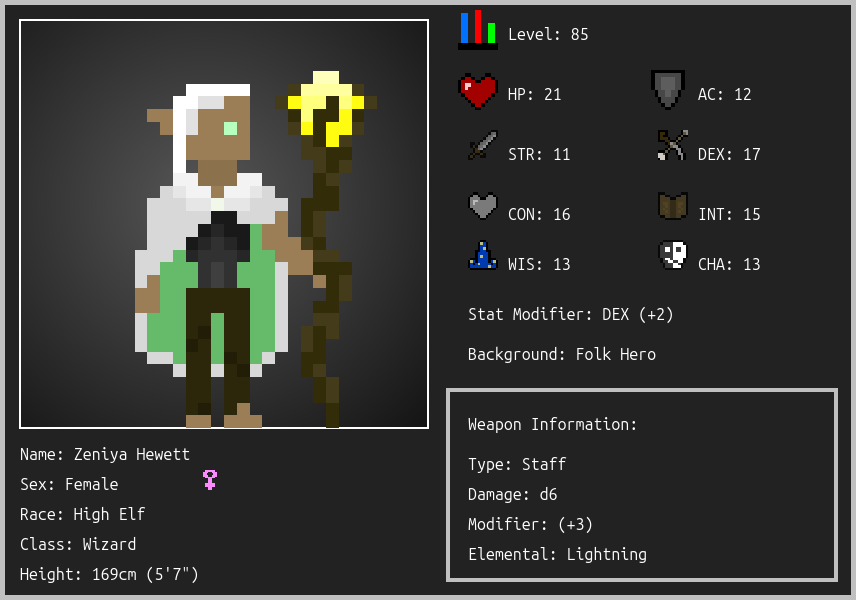 Level: 85
HP: 21
AC: 12
STR: 11
DEX: 17
CON: 16
INT: 15
WIS: 13
CHA: 13
Stat Modifier: DEX (+2)
Background: Folk Hero
Weapon Information:
Type: Staff
Damage: d6
Modifier: (+3)
Elemental: Lightning
Name: Zeniya Hewett
Sex: Female
Race: High Elf
Class: Wizard
Height: 169cm (5'7")